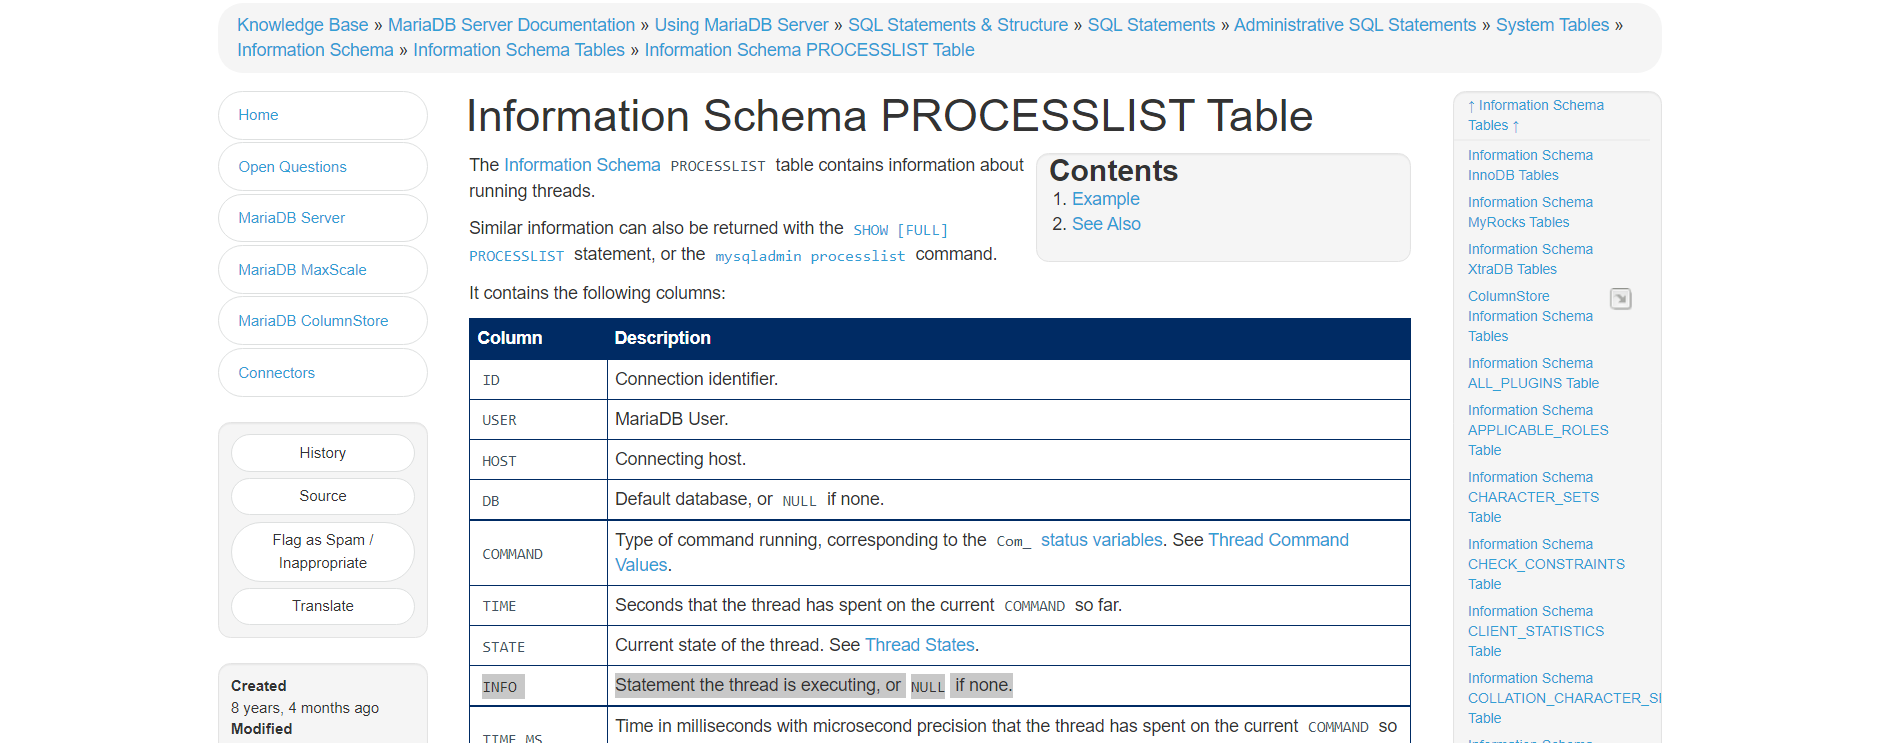 Knowledge Base » MariaDB Server Documentation » Using MariaDB Server » SQL Statements & Structure » SQL Statements » Administrative SQL Statements » System Tables »
Information Schema » Information Schema Tables » Information Schema PROCESSLIST Table
Home
Open Questions
MariaDB Server
MariaDB MaxScale
MariaDB ColumnStore
Connectors
History
Source
Flag as Spam /
Inappropriate
Translate
Created
8 years, 4 months ago
Modified
Information Schema PROCESSLIST Table
The Information Schema PROCESSLIST table contains information about
running threads.
Similar information can also be returned with the SHOW [FULL]
PROCESSLIST statement, or the mysqladmin processlist command.
It contains the following columns:
Contents
1. Example
2. See Also
Column Description
ID Connection identifier.
USER MariaDB User.
HOST Connecting host.
DB Default database, or NULL if none.
COMMAND Type of command running, corresponding to the Com_ status variables. See Thread Command
Values.
TIME Seconds that the thread has spent on the current COMMAND so far.
STATE Current state of the thread. See Thread States.
INFO Statement the thread is executing, or NULL if none.
TIME_MS Time in milliseconds with microsecond precision that the thread has spent on the current COMMAND so
↑ Information Schema
Tables ↑
Information Schema
InnoDB Tables
Information Schema
MyRocks Tables
Information Schema
XtraDB Tables
ColumnStore
Information Schema
Tables
Information Schema
ALL_PLUGINS Table
Information Schema
APPLICABLE_ROLES
Table
Information Schema
CHARACTER_SETS
Table
Information Schema
CHECK_CONSTRAINTS
Table
Information Schema
CLIENT_STATISTICS
Table
Information Schema
COLLATION_CHARACTER_SE
Table
Information Schema